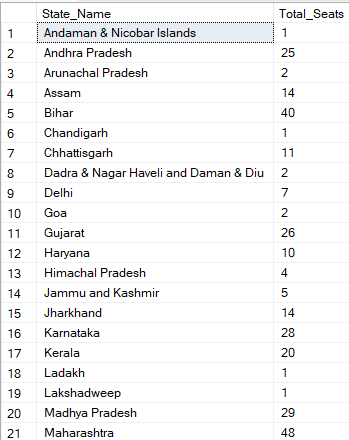 State_Name Total_Seats
1 Andaman & Nicobar Islands 1
2 Andhra Pradesh 25
3 Arunachal Pradesh 2
4 Assam 14
5 Bihar 40
6 Chandigarh 1
7 Chhattisgarh 11
8 Dadra & Nagar Haveli and Daman & Diu 2
9 Delhi 7
10 Goa 2
11 Gujarat 26
12 Haryana 10
13 Himachal Pradesh 4
14 Jammu and Kashmir 5
15 Jharkhand 14
16 Karnataka 28
17 Kerala 20
18 Ladakh 1
19 Lakshadweep 1
20 Madhya Pradesh 29
21 Maharashtra 48